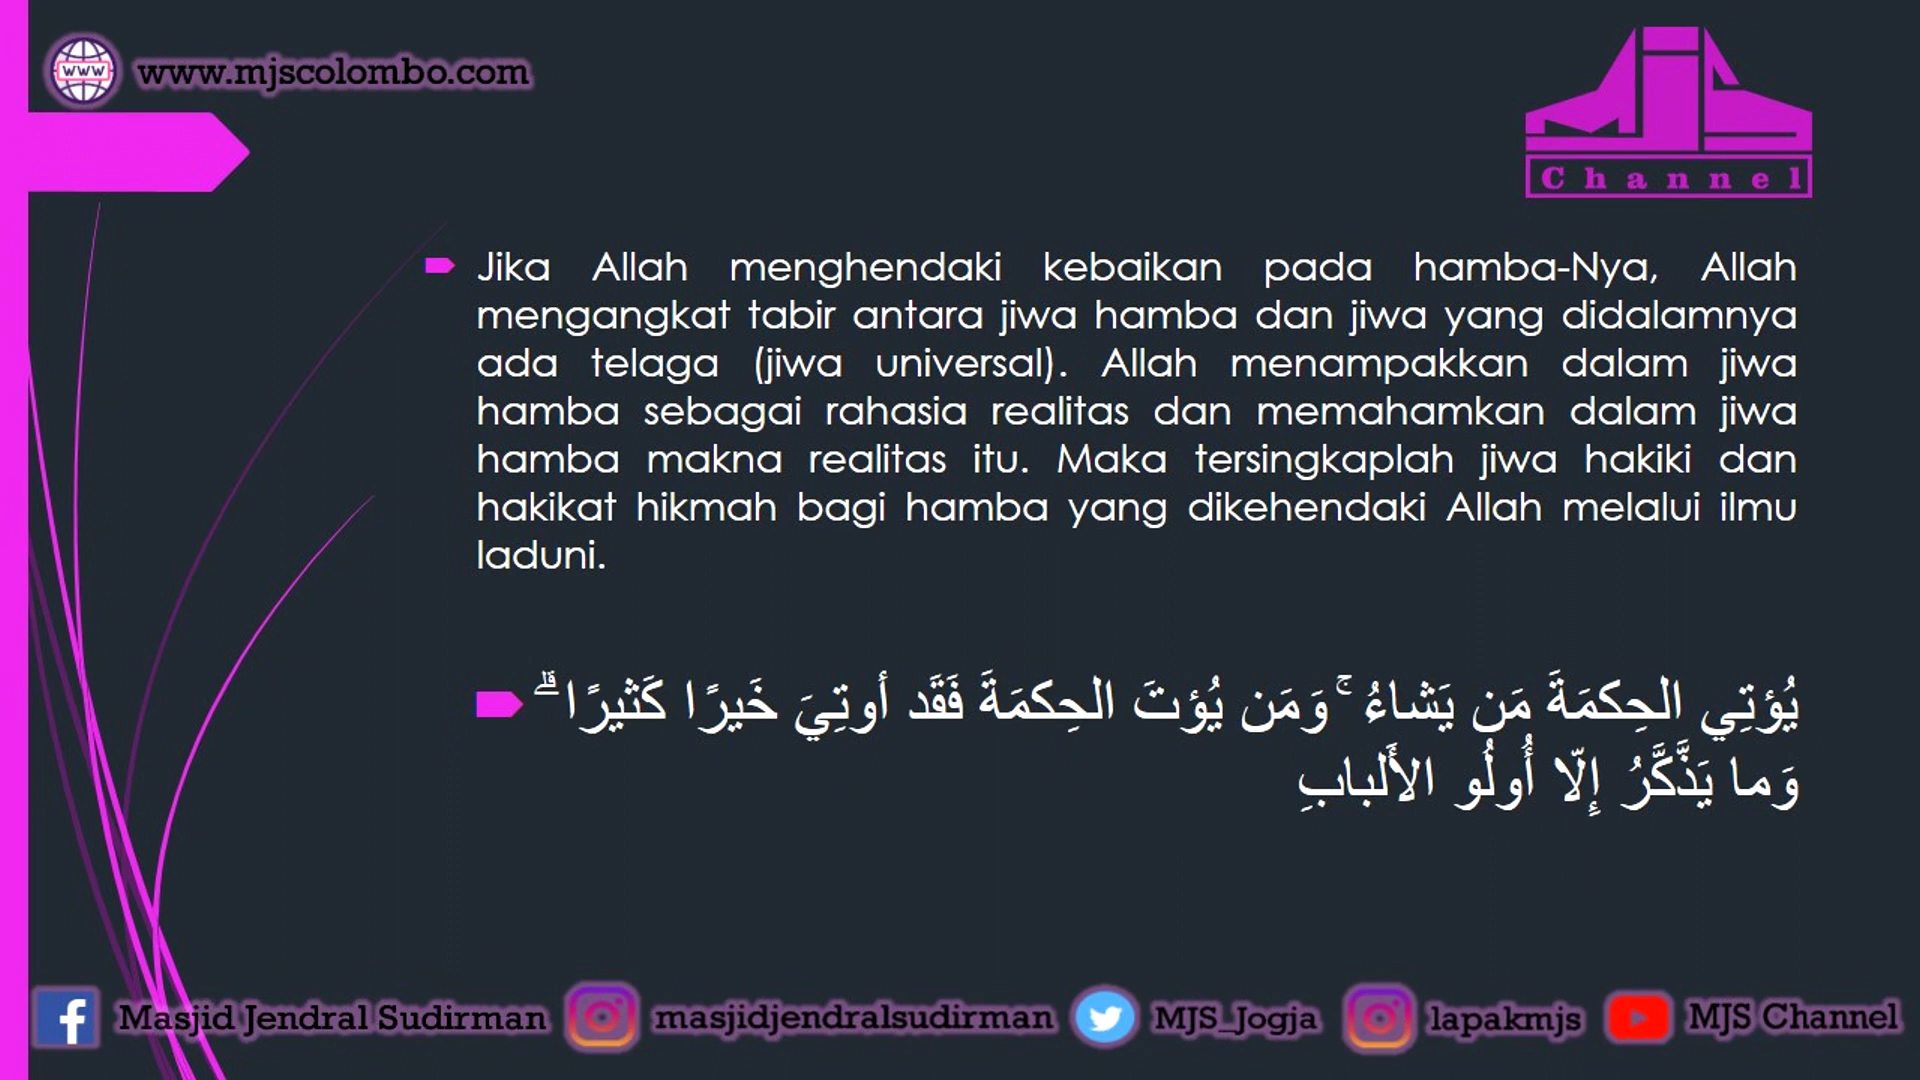 www
www.mjscolombo.com
MJS
Channel
Jika Allah menghendaki kebaikan pada hamba-Nya, Allah
mengangkat tabir antara jiwa hamba dan jiwa yang didalamnya
ada telaga (jiwa universal). Allah menampakkan dalam jiwa
hamba sebagai rahasia realitas dan memahamkan dalam jiwa
hamba makna realitas itu. Maka tersingkaplah jiwa hakiki dan
hakikat hikmah bagi hamba yang dikehendaki Allah melalui ilmu
laduni.
يُؤتِي الحِكمَةَ مَن يَشاءُ ۚ وَمَن يُؤتَ الحِكمَةَ فَقَد أوتِيَ خَيرًا كَثيرًا ۗ
وَما يَذَّكَّرُ إِلّا أُولُو الأَلبابِ
Masjid Jendral Sudirman masjidjendralsudirman MJS_Jogja lapakmjs MJS Channel